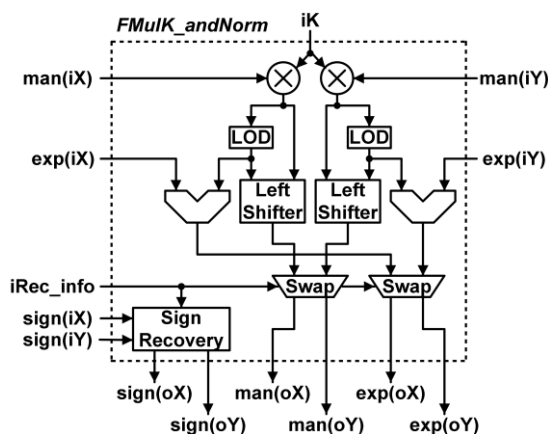 FMulK_andNorm
iK
man(iX)
man(iY)
LOD
LOD
exp(iX)
exp(iY)
Left
Shifter
Left
Shifter
iRec_info
Swap
Swap
sign(iX)
sign(iY)
Sign
Recovery
sign(oX)
man(oX)
exp(oX)
sign(oY)
man(oY)
exp(oY)